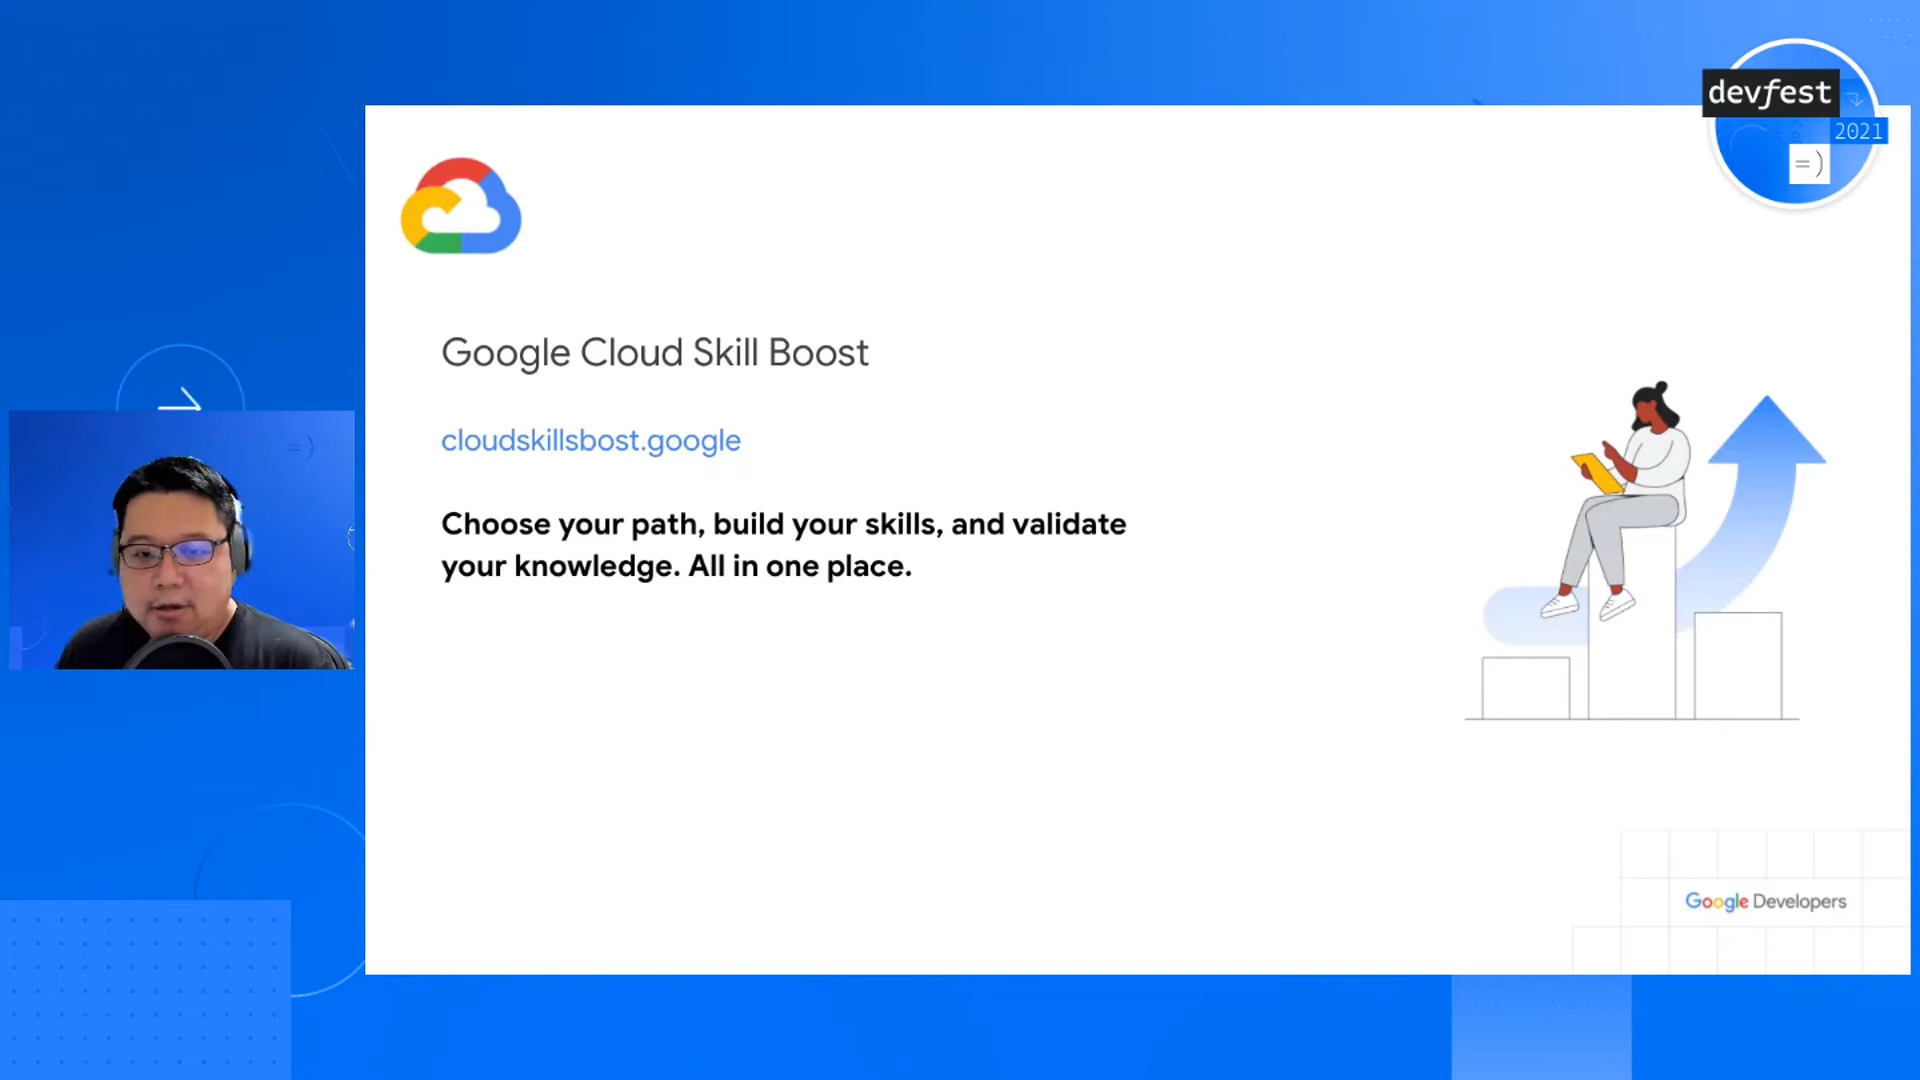 devfest
2021
=)
Google Cloud Skill Boost
cloudskillsbost.google
Choose your path, build your skills, and validate
your knowledge. All in one place.
=)
Google Developers